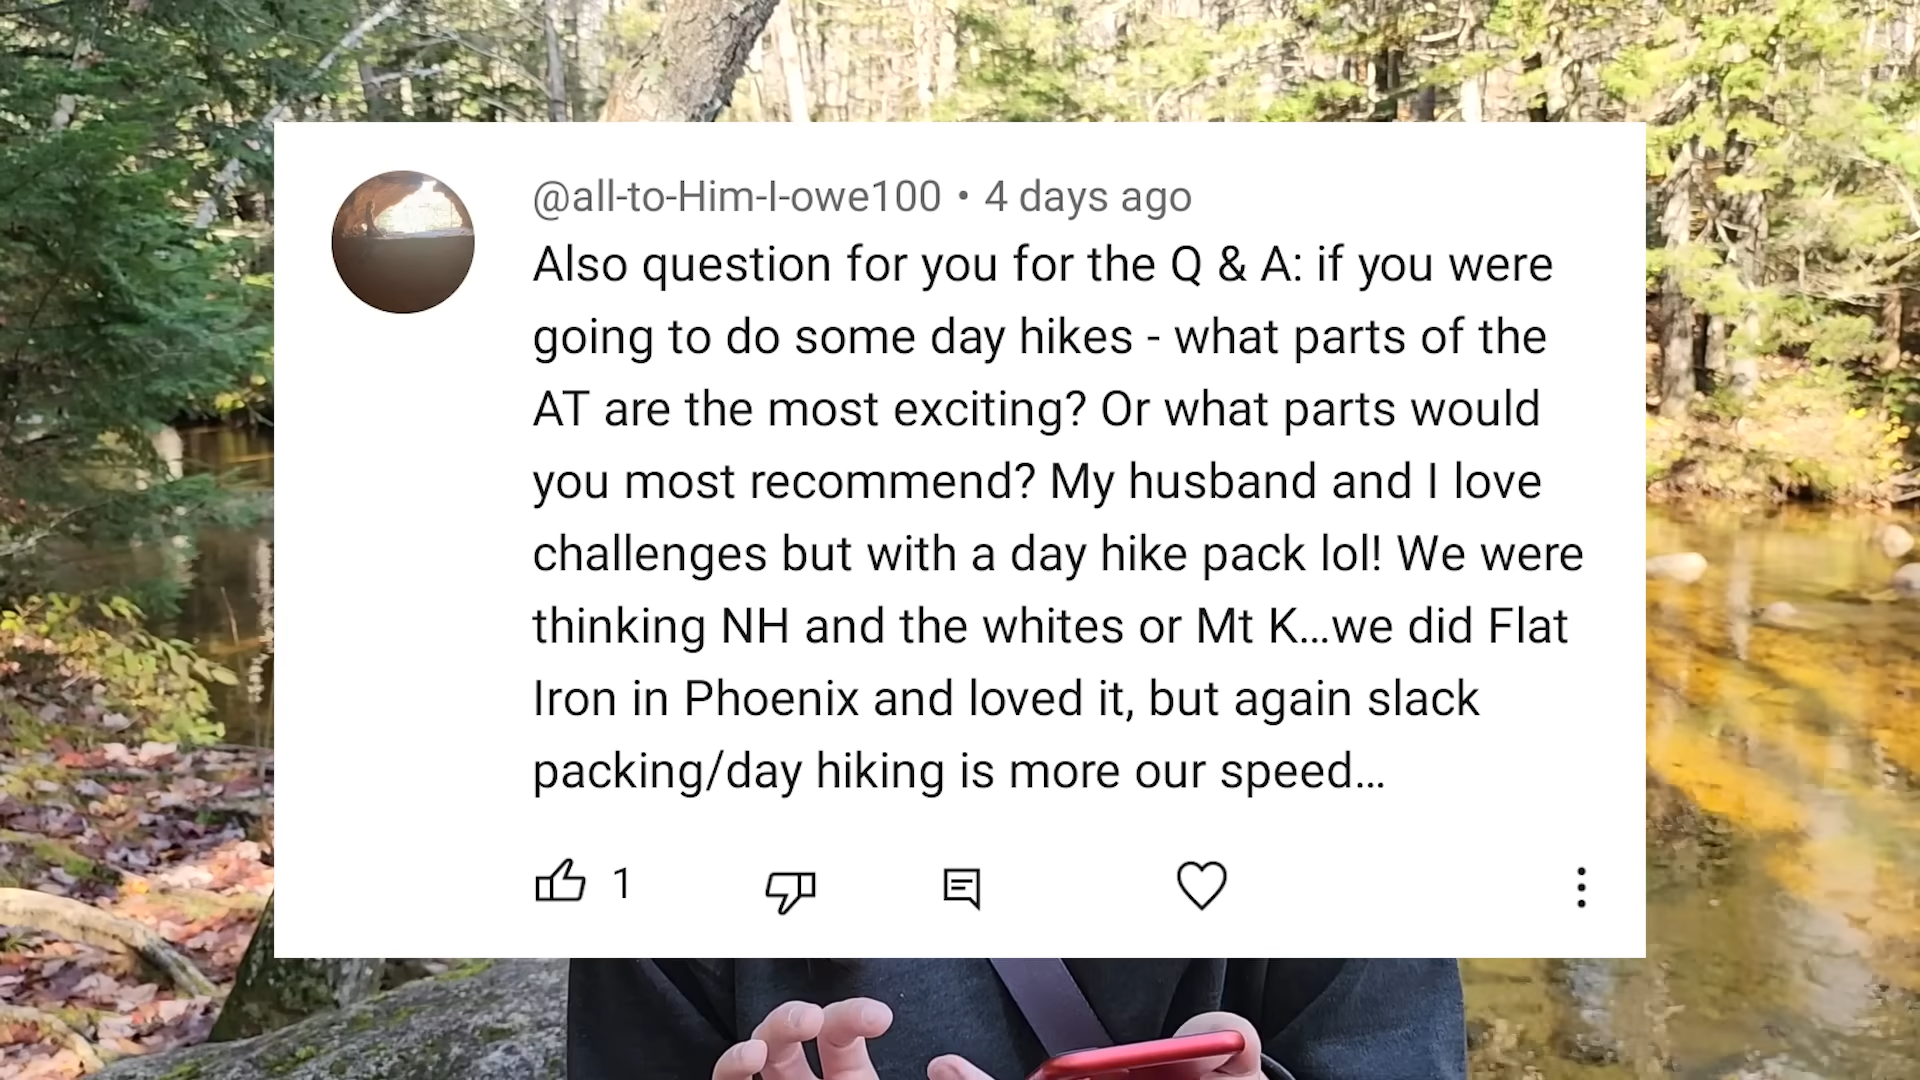 @all-to-Him-I-owe100 • 4 days ago
Also question for you for the Q & A: if you were
going to do some day hikes - what parts of the
AT are the most exciting? Or what parts would
you most recommend? My husband and I love
challenges but with a day hike pack lol! We were
thinking NH and the whites or Mt K...we did Flat
Iron in Phoenix and loved it, but again slack
packing/day hiking is more our speed...
1